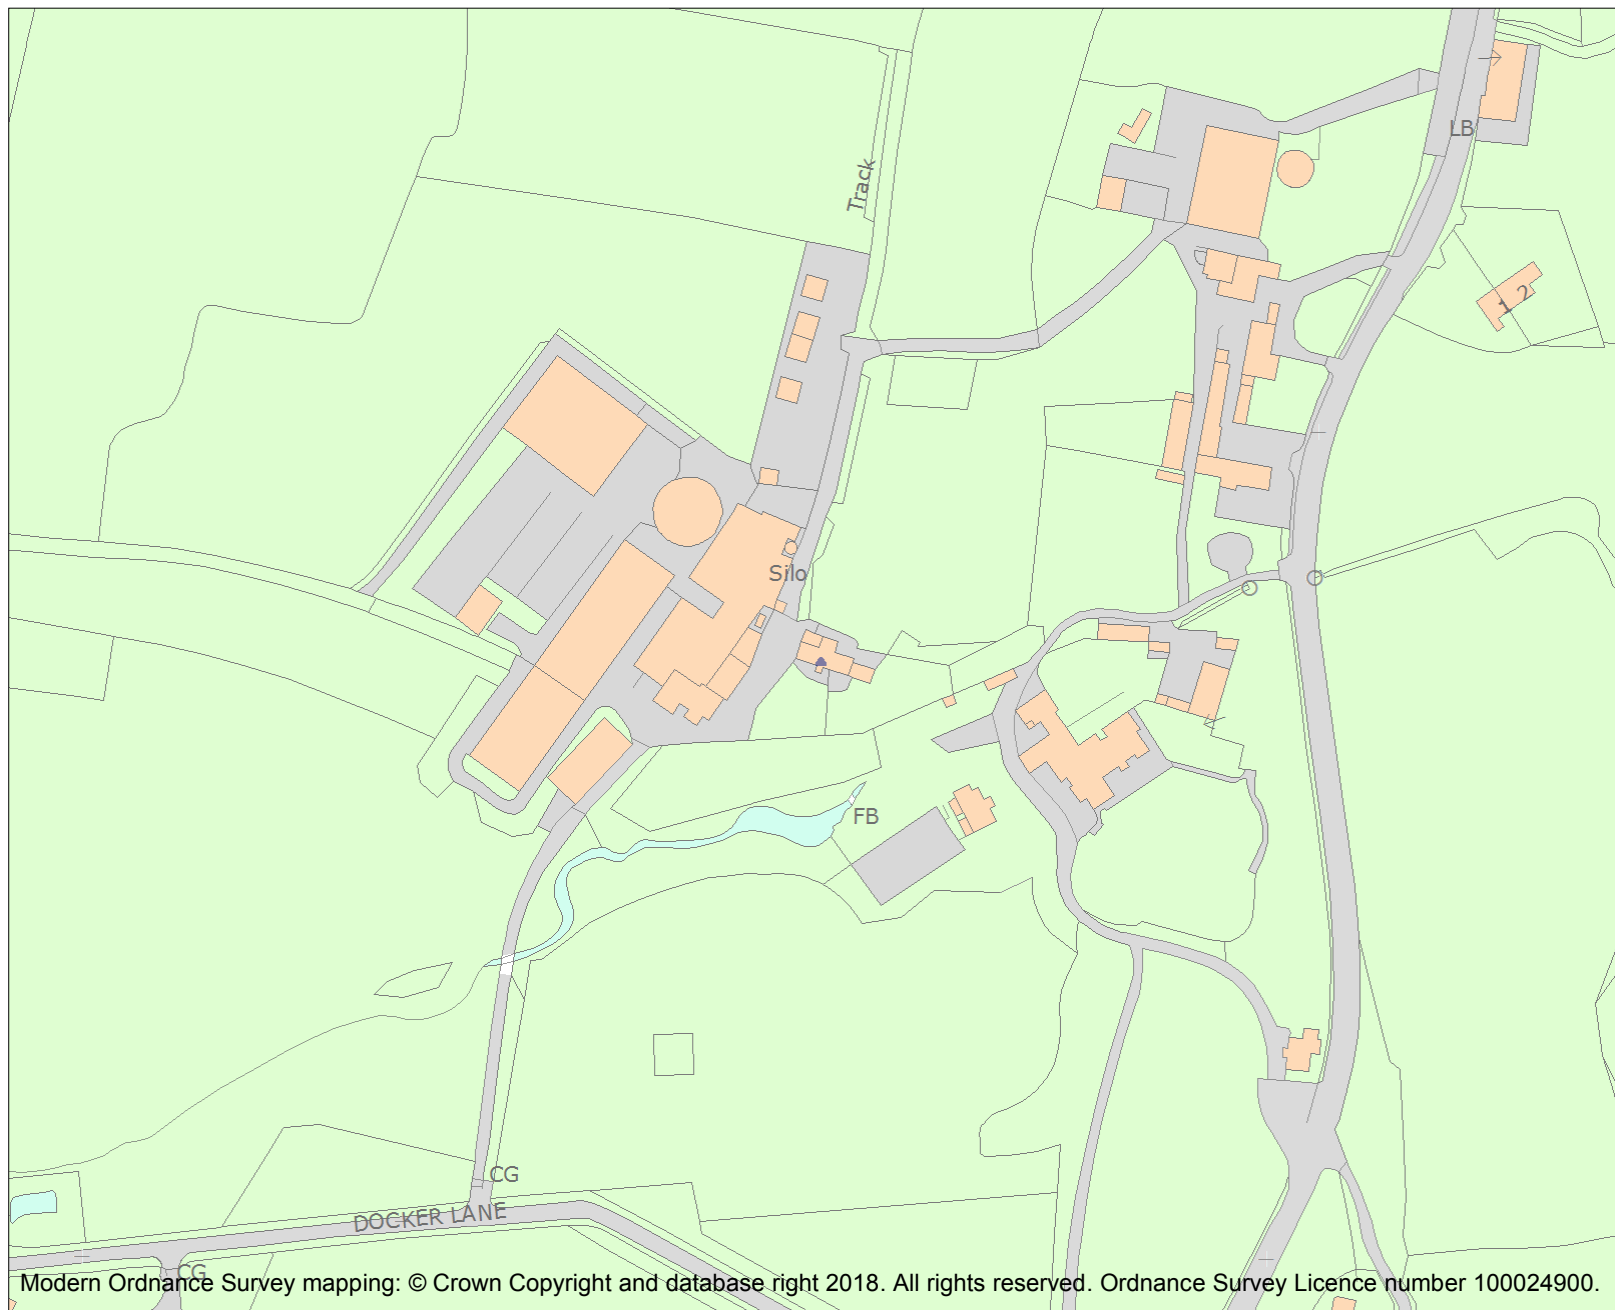 Track
LB
1 2
Silo
FB
CG
DOCKER LANE
CG
Modern Ordnance Survey mapping: © Crown Copyright and database right 2018. All rights reserved. Ordnance Survey Licence number 100024900.